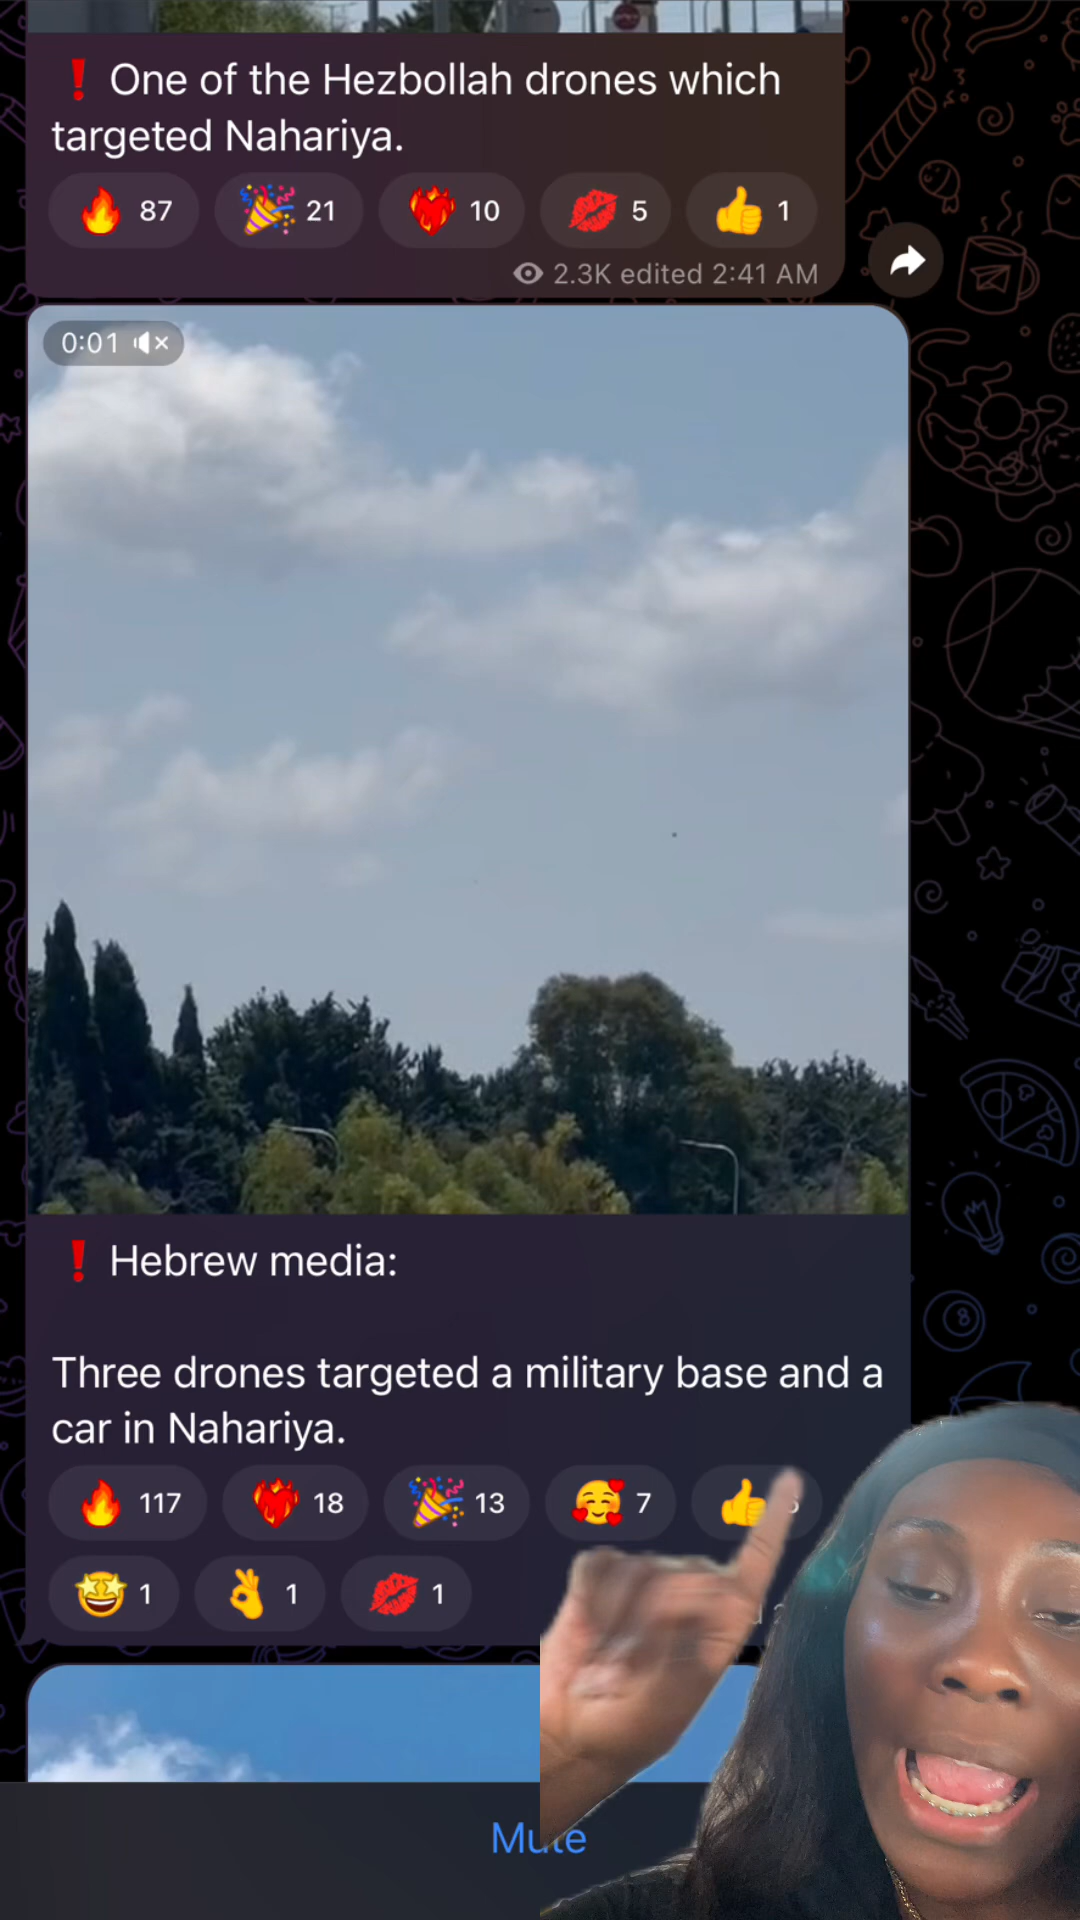 ❗ One of the Hezbollah drones which
targeted Nahariya.
🔥 87 🎉 21 ❤️‍🔥 10 💋 5 👍 1
2.3K edited 2:41 AM
0:01
❗ Hebrew media:
Three drones targeted a military base and a
car in Nahariya.
🔥 117 ❤️‍🔥 18 🎉 13 🥰 7 👍
🤩 1 👌 1 💋 1
Mute